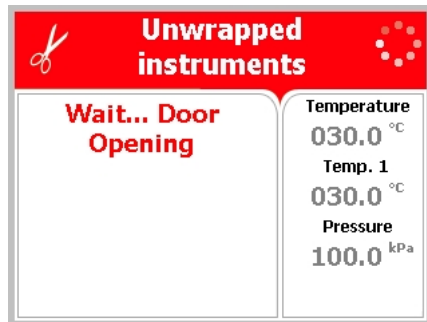 Unwrapped
instruments
Wait... Door
Opening
Temperature
030.0 °C
Temp. 1
030.0 °C
Pressure
100.0 kPa